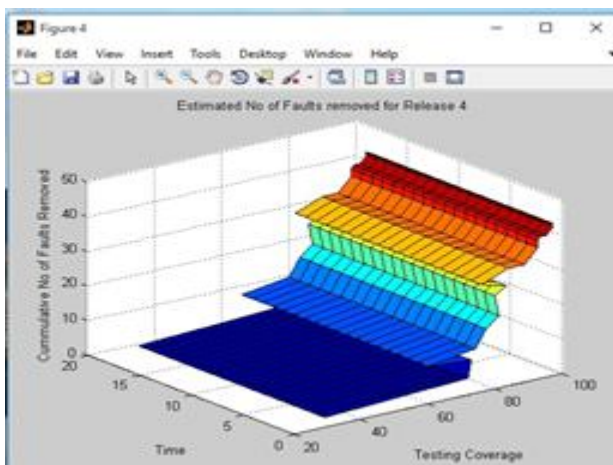 Figure 4
File Edit View Insert Tools Desktop Window Help
Estimated No of Faults removed for Release 4
Cummulative No of Faults Removed
50
40
30
20
10
0
20
15
10
5
0
Time
20
40
60
80
100
Testing Coverage